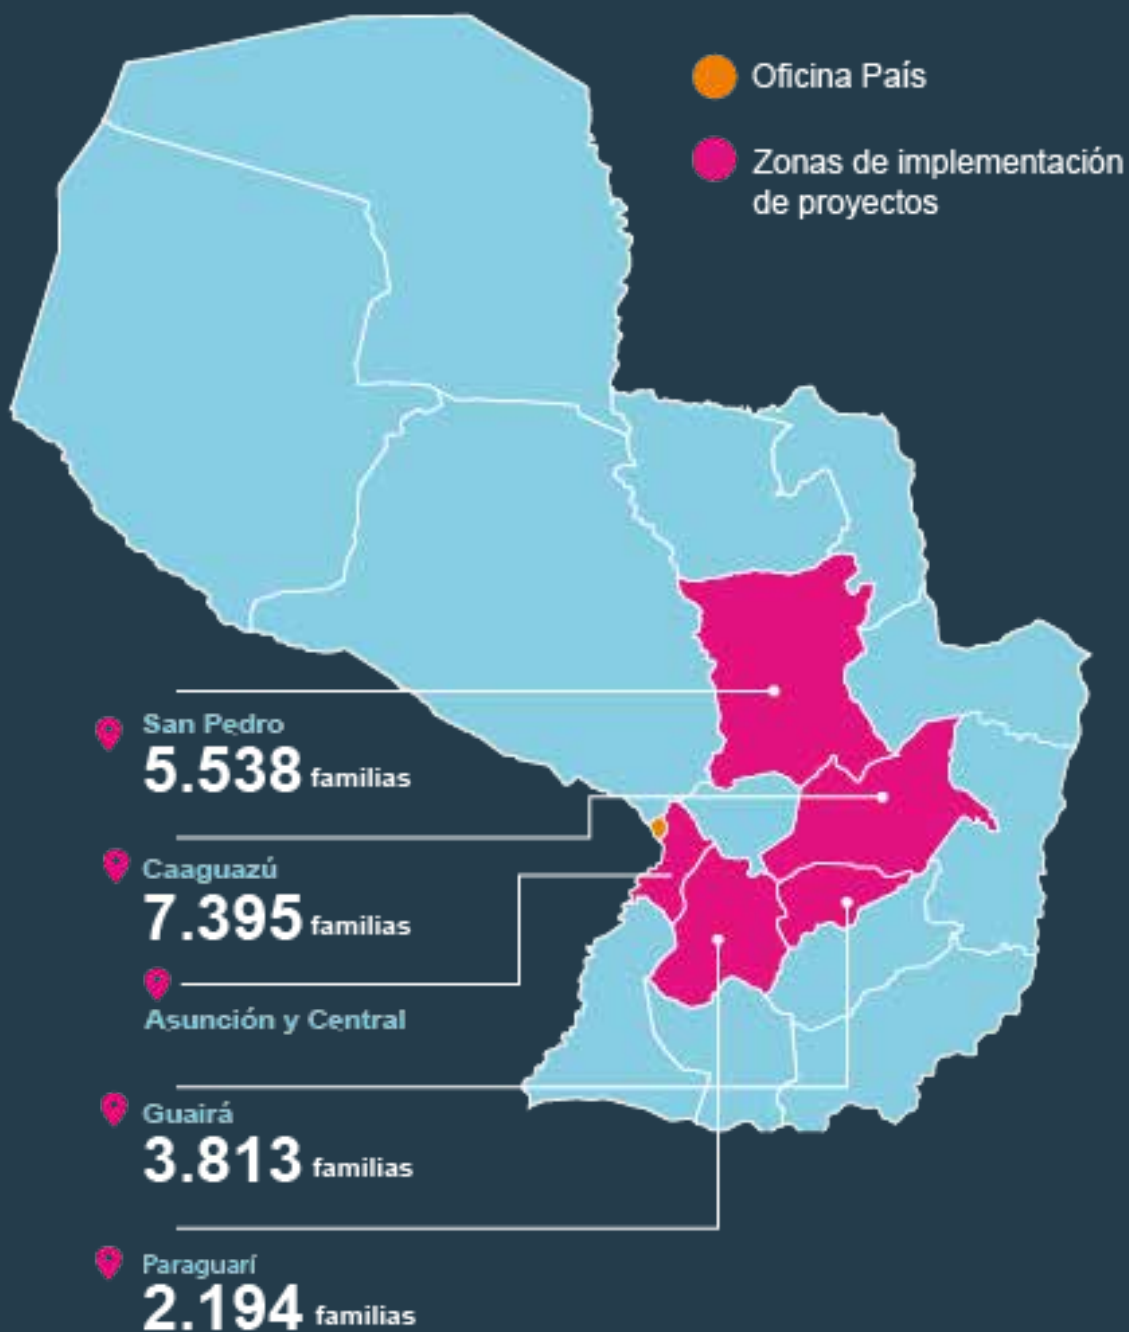 Oficina País
Zonas de implementación
de proyectos
San Pedro
5.538 familias
Caaguazú
7.395 familias
Asunción y Central
Guairá
3.813 familias
Paraguarí
2.194 familias